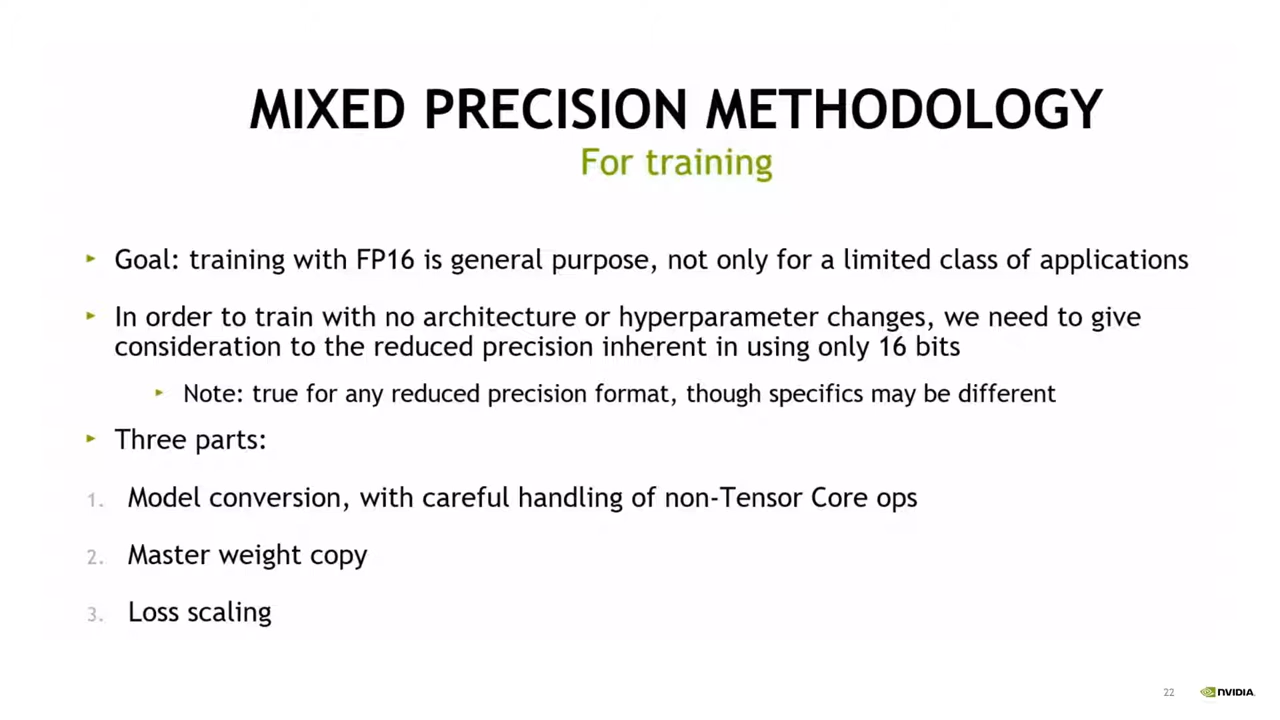 MIXED PRECISION METHODOLOGY
For training
Goal: training with FP16 is general purpose, not only for a limited class of applications
In order to train with no architecture or hyperparameter changes, we need to give
consideration to the reduced precision inherent in using only 16 bits
Note: true for any reduced precision format, though specifics may be different
Three parts:
1. Model conversion, with careful handling of non-Tensor Core ops
2. Master weight copy
3. Loss scaling
22 NVIDIA.